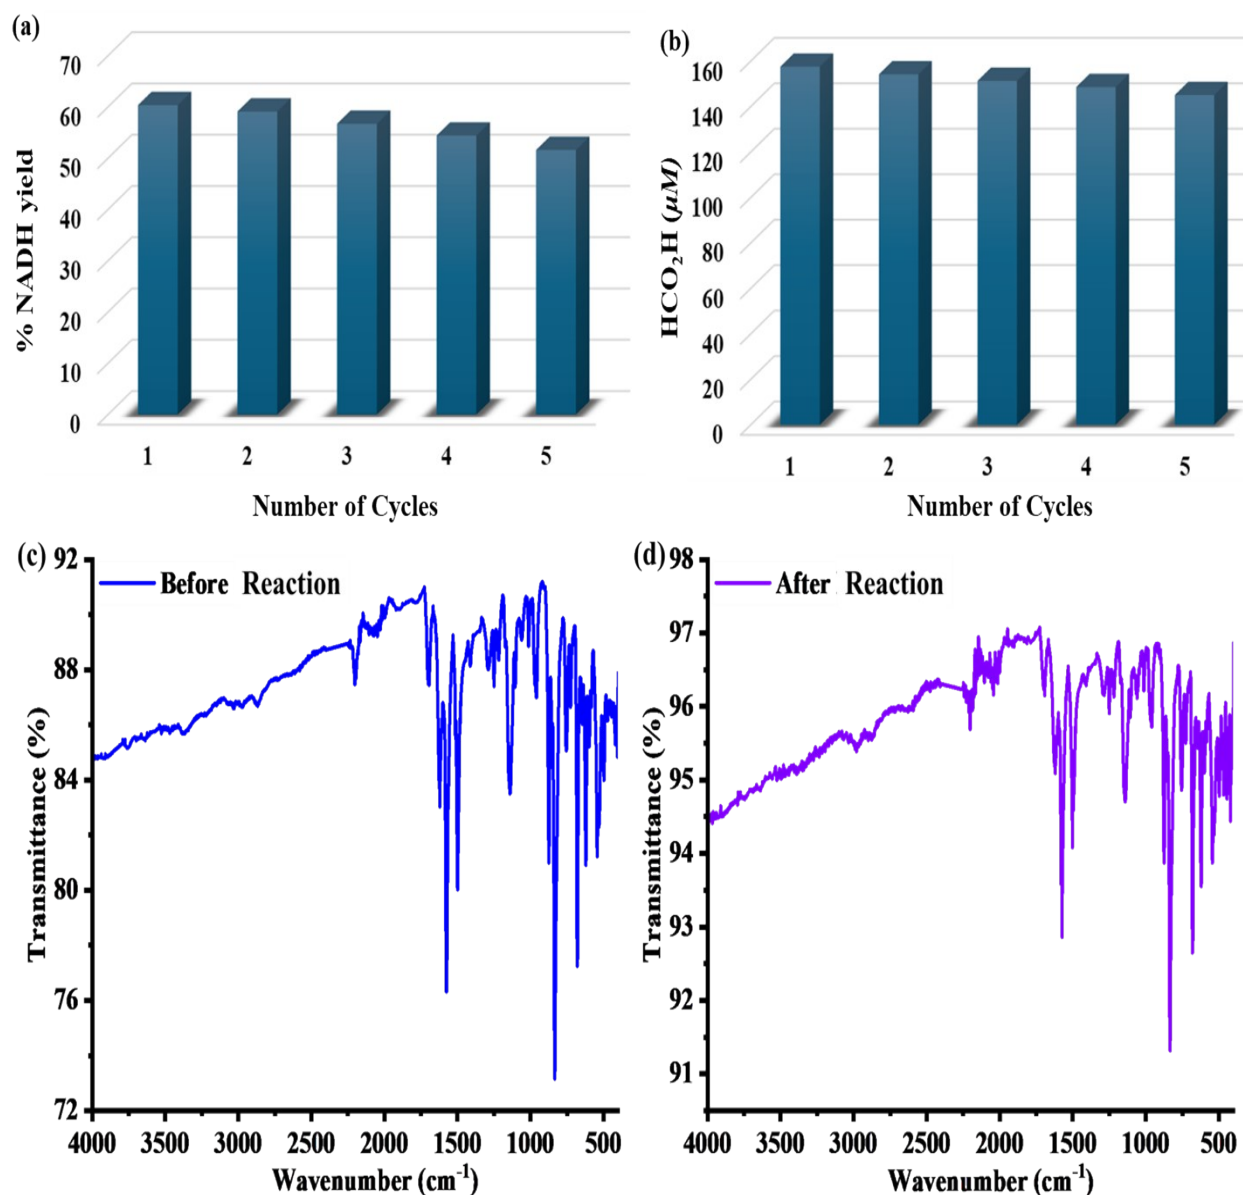 (a)
% NADH yield
70
60
50
40
30
20
10
0
1 2 3 4 5
Number of Cycles
(b)
HCO₂H (μM)
160
140
120
100
80
60
40
20
0
1 2 3 4 5
Number of Cycles
(c)
Before Reaction
Transmittance (%)
92
88
84
80
76
72
4000 3500 3000 2500 2000 1500 1000 500
Wavenumber (cm⁻¹)
(d)
After Reaction
Transmittance (%)
98
97
96
95
94
93
92
91
4000 3500 3000 2500 2000 1500 1000 500
Wavenumber (cm⁻¹)